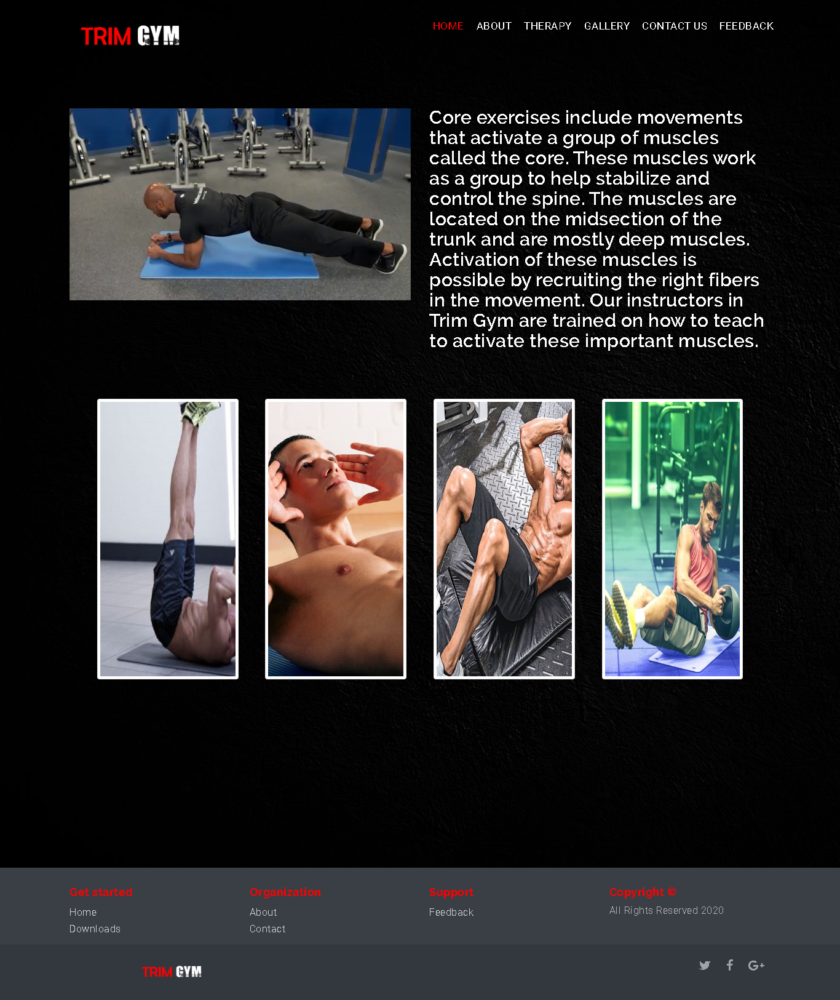 TRIM GYM
HOME ABOUT THERAPY GALLERY CONTACT US FEEDBACK
Core exercises include movements
that activate a group of muscles
called the core. These muscles work
as a group to help stabilize and
control the spine. The muscles are
located on the midsection of the
trunk and are mostly deep muscles.
Activation of these muscles is
possible by recruiting the right fibers
in the movement. Our instructors in
Trim Gym are trained on how to teach
to activate these important muscles.
Get started
Home
Downloads
Organization
About
Contact
Support
Feedback
Copyright ©
All Rights Reserved 2020
TRIM GYM